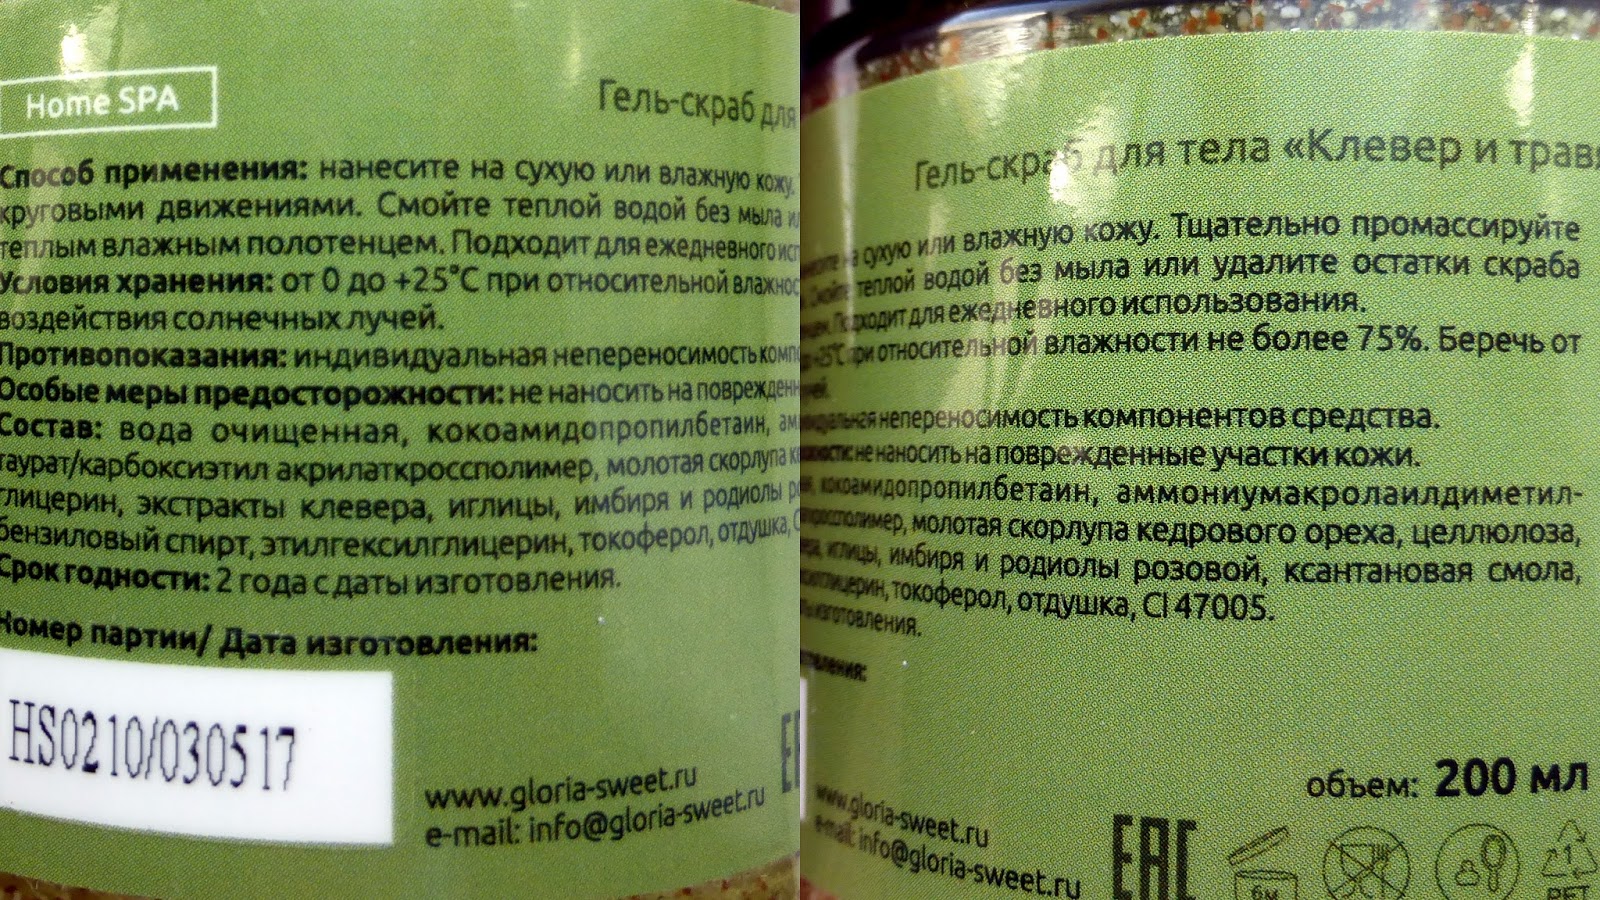 Home SPA
Гель-скраб для
Способ применения: нанесите на сухую или влажную кожу.
круговыми движениями. Смойте теплой водой без мыла
теплым влажным полотенцем. Подходит для ежедневного
Условия хранения: от 0 до +25°С при относительной
воздействия солнечных лучей.
Противопоказания: индивидуальная непереносимость
Особые меры предосторожности: не наносить на
Состав: вода очищенная, кокоамидопропилбетаин,
таурат/карбоксиэтил акрилаткроссполимер, молотая скорлупа
глицерин, экстракты клевера, иглицы, имбиря и родиолы
бензиловый спирт, этилгексилглицерин, токоферол, отдушка,
Срок годности: 2 года с даты изготовления.
Номер партии/ Дата изготовления:
HS0210/030517
www.gloria-sweet.ru
e-mail: info@gloria-sweet.ru
Гель-скраб для тела «Клевер и
сухую или влажную кожу. Тщательно промассируйте
теплой водой без мыла или удалите остатки скраба
Подходит для ежедневного использования.
+25°С при относительной влажности не более 75%. Беречь от
непереносимость компонентов средства.
не наносить на поврежденные участки кожи.
кокоамидопропилбетаин, аммониумакролаилдиметил-
молотая скорлупа кедрового ореха, целлюлоза,
иглицы, имбиря и родиолы розовой, ксантановая смола,
токоферол, отдушка, CI 47005.
изготовления.
объем: 200 мл
www.gloria-sweet.ru
e-mail: info@gloria-sweet.ru
EAC
6м
1
PET